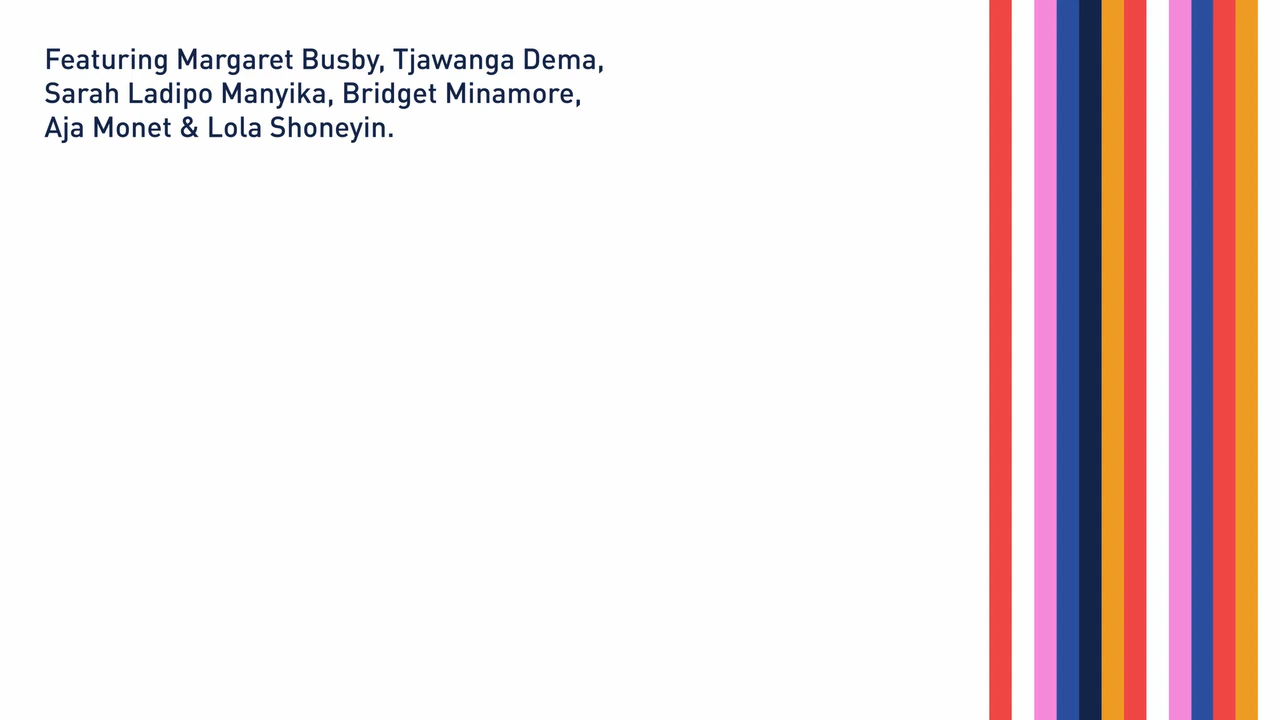 Featuring Margaret Busby, Tjawanga Dema,
Sarah Ladipo Manyika, Bridget Minamore,
Aja Monet & Lola Shoneyin.